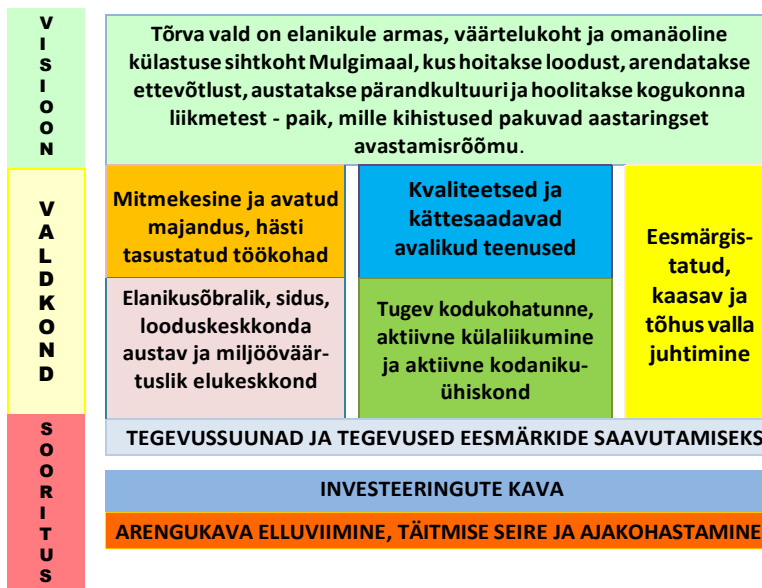 VISIOON
Tõrva vald on elanikule armas, väärtelukoht ja omanäoline
külastuse sihtkoht Mulgimaal, kus hoitakse loodust, arendatakse
ettevõtlust, austatakse pärandkultuuri ja hoolitakse kogukonna
liikmetest - paik, mille kihistused pakuvad aastaringset
avastamisrõõmu.
VALDKOND
Mitmekesine ja avatud
majandus, hästi
tasustatud töökohad
Kvaliteetsed ja
kättesaadavad
avalikud teenused
Elanikusõbralik, sidus,
looduskeskkonda
austav ja miljööväär-
tuslik elukeskkond
Tugev kodukohatunne,
aktiivne külaliikumine
ja aktiivne kodaniku-
ühiskond
Eesmärgis-
tatud,
kaasav ja
tõhus valla
juhtimine
SOORITUS
TEGEVUSSUUNAD JA TEGEVUSED EESMÄRKIDE SAAVUTAMISEKS
INVESTEERINGUTE KAVA
ARENGUKAVA ELLUVIIMINE, TÄITMISE SEIRE JA AJAKOHASTAMINE